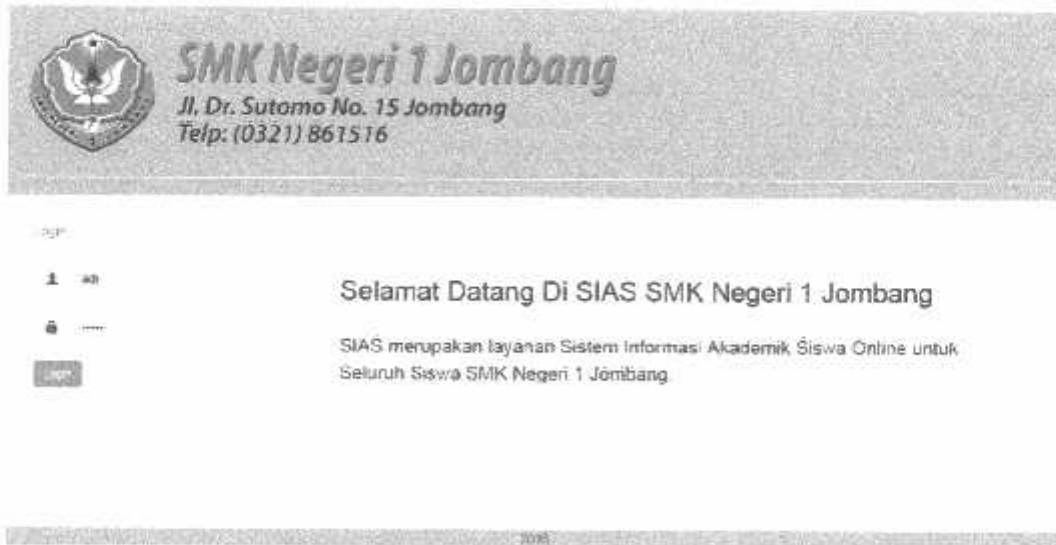 SMK Negeri 1 Jombang
Jl. Dr. Sutomo No. 15 Jombang
Telp: (0321) 861516
Selamat Datang Di SIAS SMK Negeri 1 Jombang
SIAS merupakan layanan Sistem Informasi Akademik Siswa Online untuk
Seluruh Siswa SMK Negeri 1 Jombang